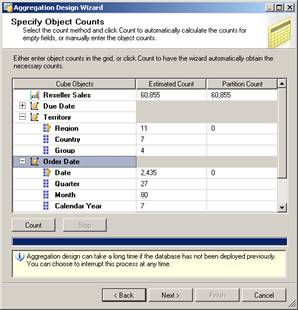 Aggregation Design Wizard
Specify Object Counts
Select the count method and click Count to automatically calculate the counts for
empty fields, or manually enter the object counts.
Either enter object counts in the grid, or click Count to have the wizard automatically obtain the
necessary counts.
Cube Objects Estimated Count Partition Count
Reseller Sales 60,855 60,855
Due Date
Territory
Region 11 0
Country 7
Group 4
Order Date
Date 2,435 0
Quarter 27
Month 80
Calendar Year 7
Count Stop
Aggregation design can take a long time if the database has not been deployed previously.
You can choose to interrupt this process at any time.
< Back Next > Finish Cancel